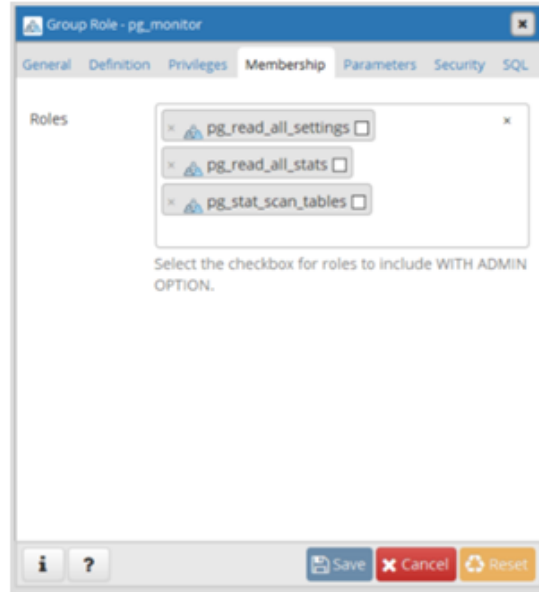 Group Role - pg_monitor
General Definition Privileges Membership Parameters Security SQL
Roles
× pg_read_all_settings
× pg_read_all_stats
× pg_stat_scan_tables
Select the checkbox for roles to include WITH ADMIN
OPTION.
i ? Save Cancel Reset